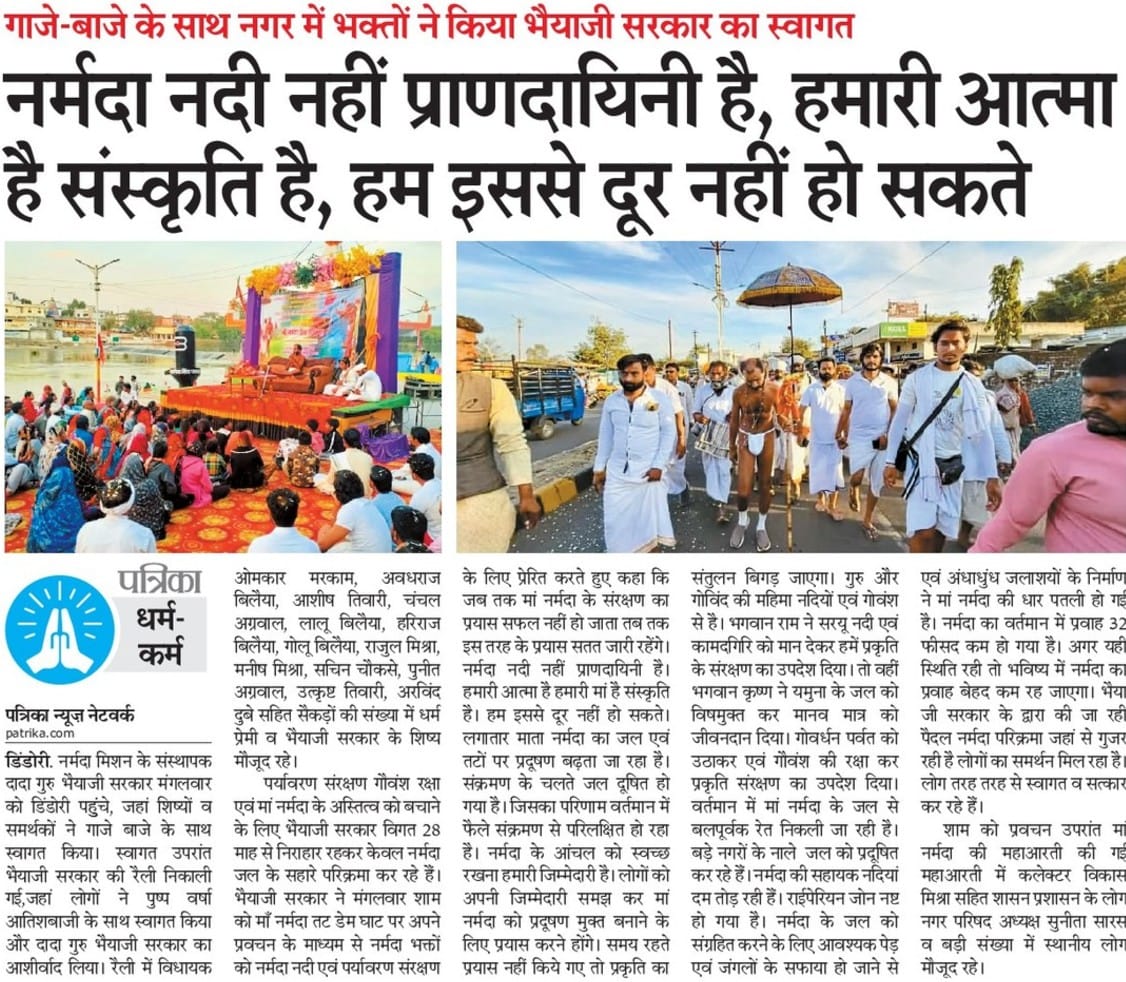 गाजे-बाजे के साथ नगर में भक्तों ने किया भैयाजी सरकार का स्वागत
नर्मदा नदी नहीं प्राणदायिनी है, हमारी आत्मा
है संस्कृति है, हम इससे दूर नहीं हो सकते
पत्रिका
धर्म-
कर्म
पत्रिका न्यूज़ नेटवर्क
patrika.com
डिंडोरी. नर्मदा मिशन के संस्थापक
दादा गुरु भैयाजी सरकार मंगलवार
को डिंडोरी पहुंचे, जहां शिष्यों व
समर्थकों ने गाजे बाजे के साथ
स्वागत किया। स्वागत उपरांत
भैयाजी सरकार की रैली निकाली
गई,जहां लोगों ने पुष्प वर्षा
आतिशबाजी के साथ स्वागत किया
और दादा गुरु भैयाजी सरकार का
आशीर्वाद लिया। रैली में विधायक
ओमकार मरकाम, अवधराज
बिलैया, आशीष तिवारी, चंचल
अग्रवाल, लालू बिलैया, हरिराज
बिलैया, गोलू बिलैया, राजुल मिश्रा,
मनीष मिश्रा, सचिन चौकसे, पुनीत
अग्रवाल, उत्कृष्ट तिवारी, अरविंद
दुबे सहित सैकड़ों की संख्या में धर्म
प्रेमी व भैयाजी सरकार के शिष्य
मौजूद रहे।
पर्यावरण संरक्षण गौवंश रक्षा
एवं मां नर्मदा के अस्तित्व को बचाने
के लिए भैयाजी सरकार विगत 28
माह से निराहार रहकर केवल नर्मदा
जल के सहारे परिक्रमा कर रहे हैं।
भैयाजी सरकार ने मंगलवार शाम
को माँ नर्मदा तट डेम घाट पर अपने
प्रवचन के माध्यम से नर्मदा भक्तों
को नर्मदा नदी एवं पर्यावरण संरक्षण
के लिए प्रेरित करते हुए कहा कि
जब तक मां नर्मदा के संरक्षण का
प्रयास सफल नहीं हो जाता तब तक
इस तरह के प्रयास सतत जारी रहेंगे।
नर्मदा नदी नहीं प्राणदायिनी है।
हमारी आत्मा है हमारी मां है संस्कृति
है। हम इससे दूर नहीं हो सकते।
लगातार माता नर्मदा का जल एवं
तटों पर प्रदूषण बढ़ता जा रहा है।
संक्रमण के चलते जल दूषित हो
गया है। जिसका परिणाम वर्तमान में
फैले संक्रमण से परिलक्षित हो रहा
है। नर्मदा के आंचल को स्वच्छ
रखना हमारी जिम्मेदारी है। लोगों को
अपनी जिम्मेदारी समझ कर मां
नर्मदा को प्रदूषण मुक्त बनाने के
लिए प्रयास करने होंगे। समय रहते
प्रयास नहीं किये गए तो प्रकृति का
संतुलन बिगड़ जाएगा। गुरु और
गोविंद की महिमा नदियों एवं गोवंश
से है। भगवान राम ने सरयू नदी एवं
कामदगिरि को मान देकर हमें प्रकृति
के संरक्षण का उपदेश दिया। तो वहीं
भगवान कृष्ण ने यमुना के जल को
विषमुक्त कर मानव मात्र को
जीवनदान दिया। गोवर्धन पर्वत को
उठाकर एवं गौवंश की रक्षा कर
प्रकृति संरक्षण का उपदेश दिया।
वर्तमान में मां नर्मदा के जल से
बलपूर्वक रेत निकली जा रही है।
बड़े नगरों के नाले जल को प्रदूषित
कर रहे हैं। नर्मदा की सहायक नदियां
दम तोड़ रही हैं। राईपेरियन जोन नष्ट
हो गया है। नर्मदा के जल को
संग्रहित करने के लिए आवश्यक पेड़
एवं जंगलों के सफाया हो जाने से
एवं अंधाधुंध जलाशयों के निर्माण
ने मां नर्मदा की धार पतली हो गई
है। नर्मदा का वर्तमान में प्रवाह 32
फीसद कम हो गया है। अगर यही
स्थिति रही तो भविष्य में नर्मदा का
प्रवाह बेहद कम रह जाएगा। भैया
जी सरकार के द्वारा की जा रही
पैदल नर्मदा परिक्रमा जहां से गुजर
रही है लोगों का समर्थन मिल रहा है।
लोग तरह तरह से स्वागत व सत्कार
कर रहे हैं।
शाम को प्रवचन उपरांत मां
नर्मदा की महाआरती की गई
महाआरती में कलेक्टर विकास
मिश्रा सहित शासन प्रशासन के लोग
नगर परिषद अध्यक्ष सुनीता सारस
व बड़ी संख्या में स्थानीय लोग
मौजूद रहे।